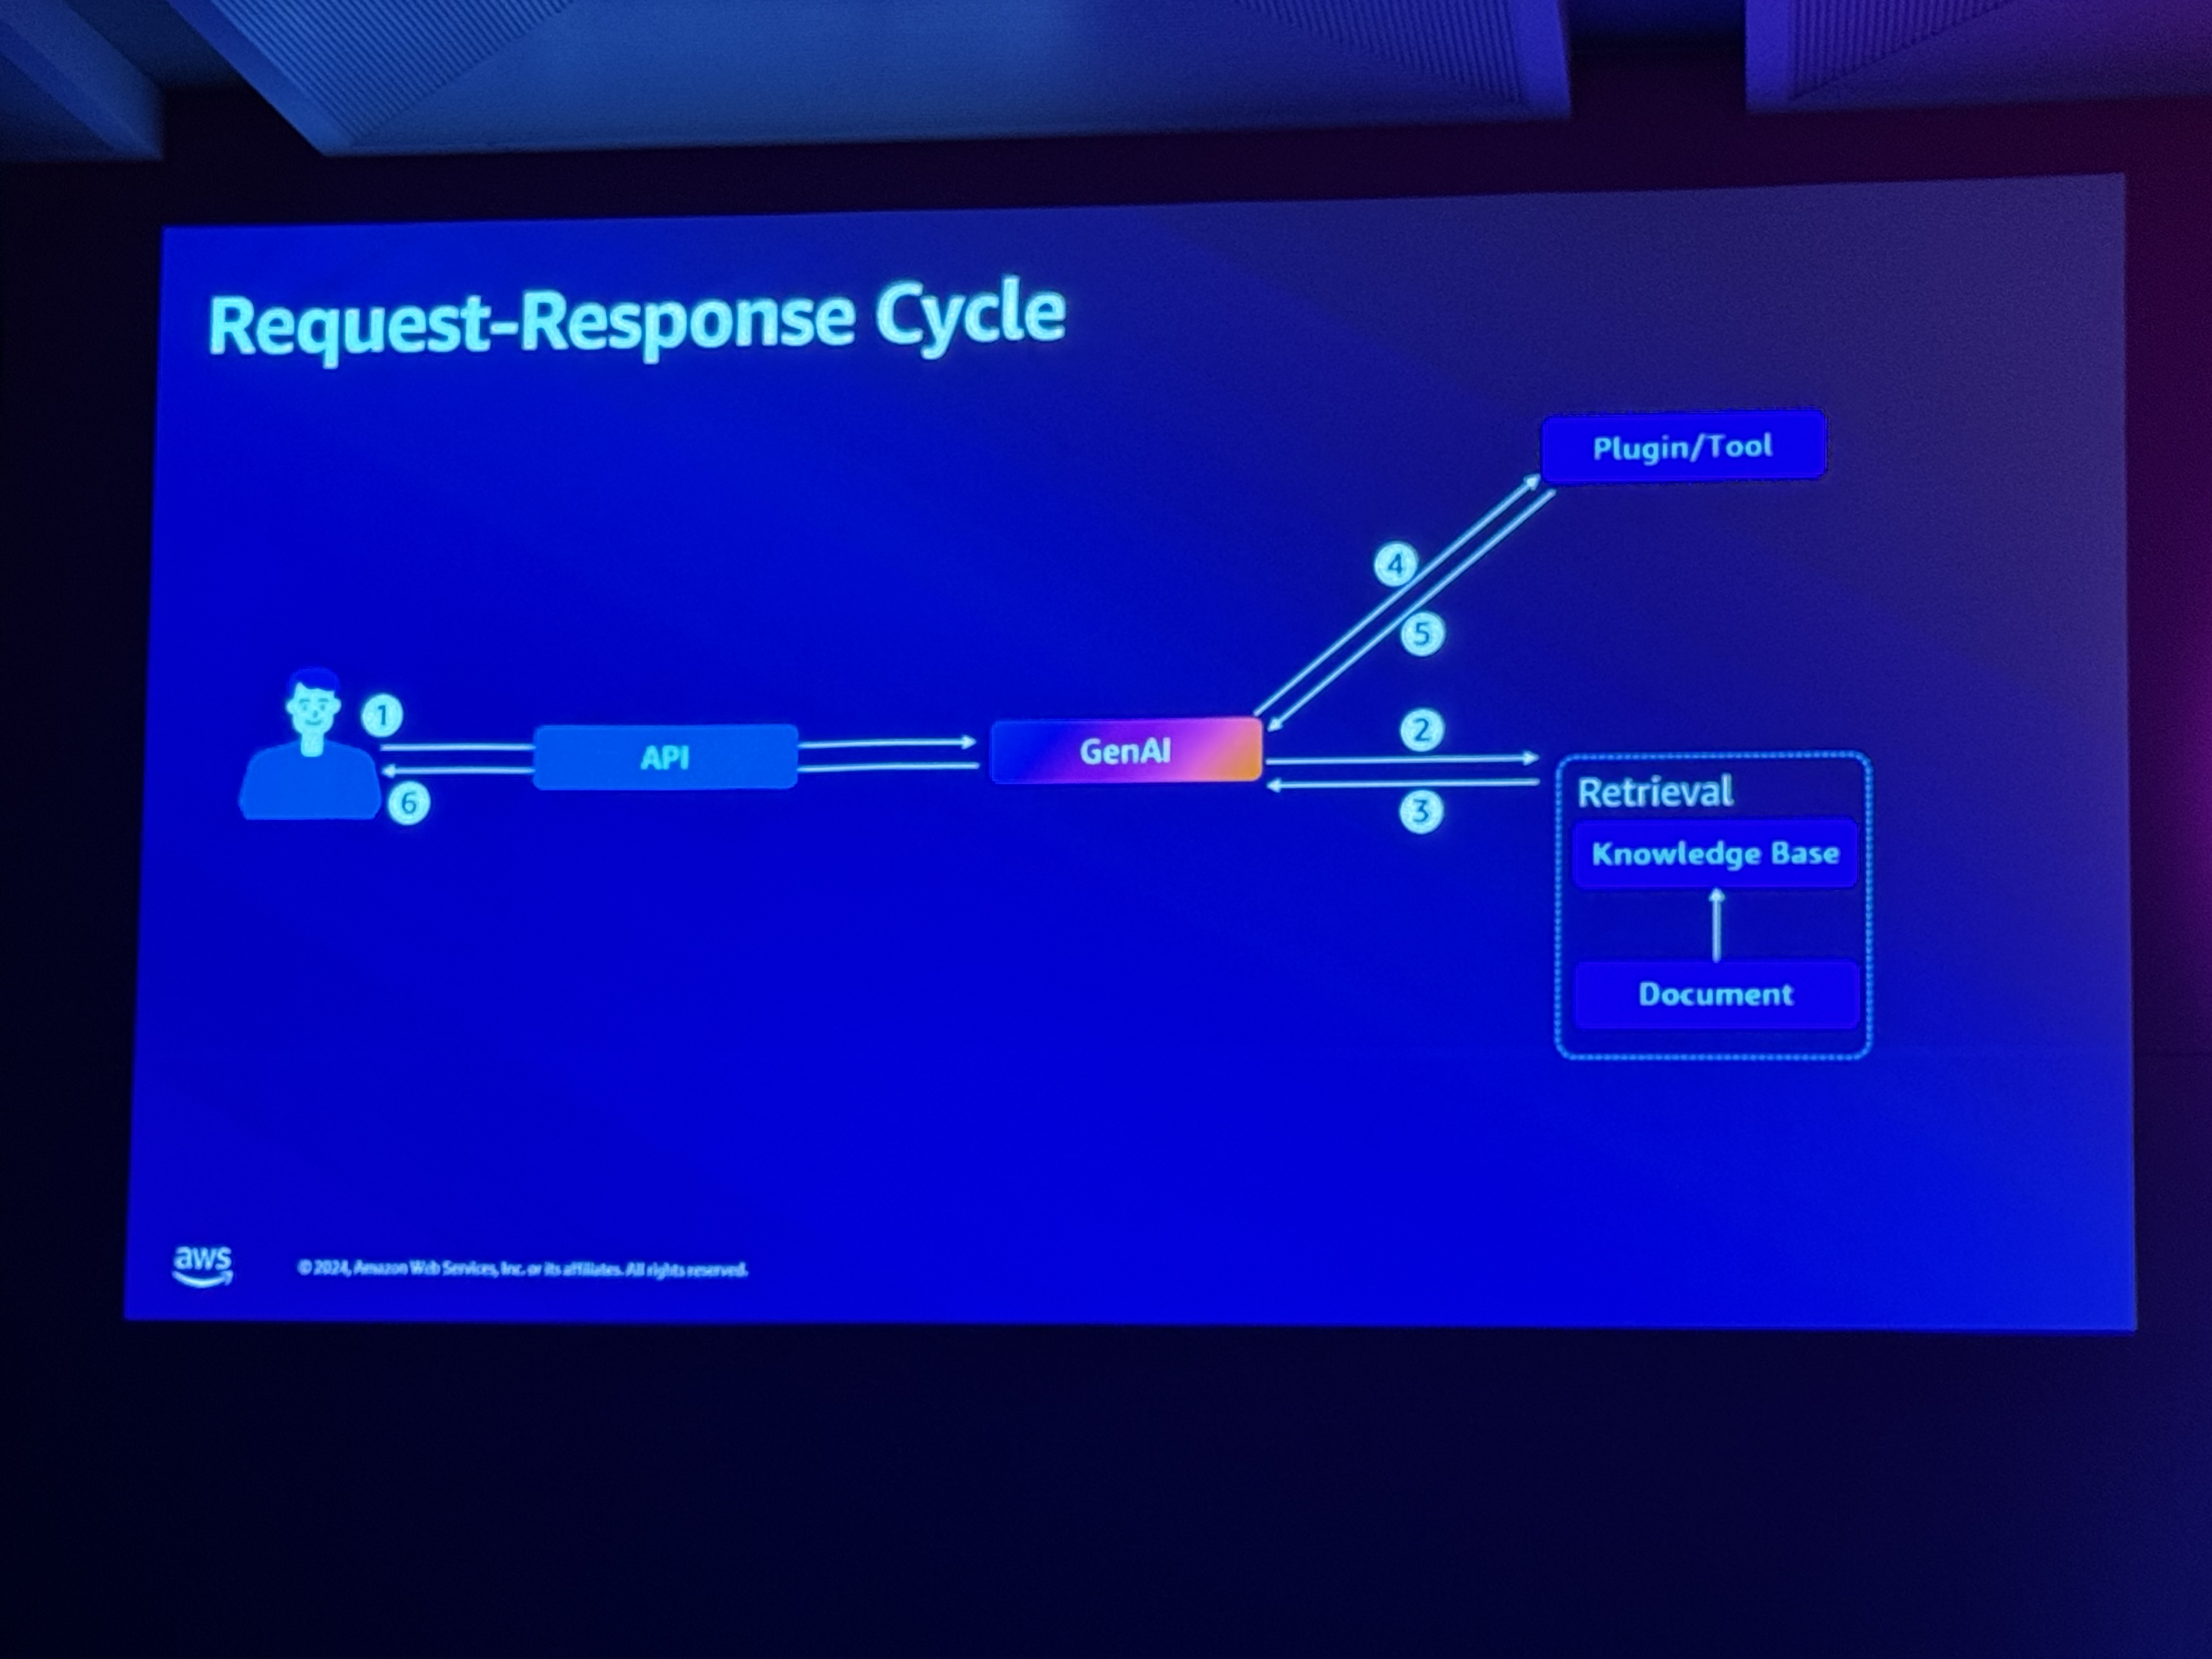 Request-Response Cycle
Plugin/Tool
4
5
1
API
GenAI
2
6
3
Retrieval
Knowledge Base
Document
aws
© 2024, Amazon Web Services, Inc. or its affiliates. All rights reserved.